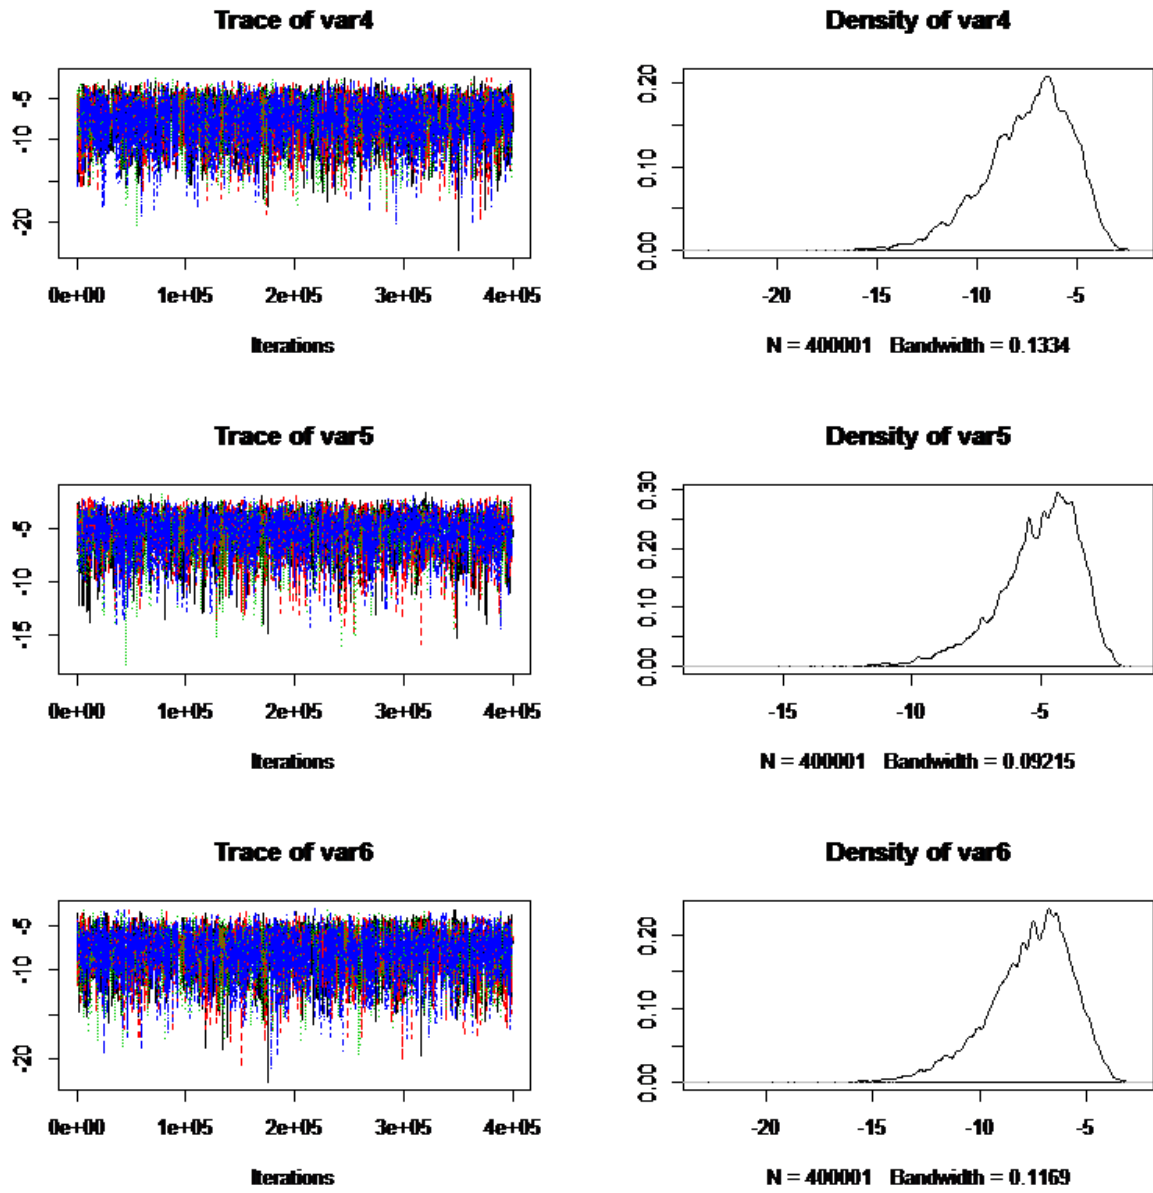 Trace of var4
Density of var4
-5
-10
-20
0e+00 1e+05 2e+05 3e+05 4e+05
Iterations
0.20
0.10
0.00
-20 -15 -10 -5
N = 400001 Bandwidth = 0.1334
Trace of var5
Density of var5
-5
-10
-15
0e+00 1e+05 2e+05 3e+05 4e+05
Iterations
0.30
0.20
0.10
0.00
-15 -10 -5
N = 400001 Bandwidth = 0.09215
Trace of var6
Density of var6
-5
-10
-20
0e+00 1e+05 2e+05 3e+05 4e+05
Iterations
0.20
0.10
0.00
-20 -15 -10 -5
N = 400001 Bandwidth = 0.1169